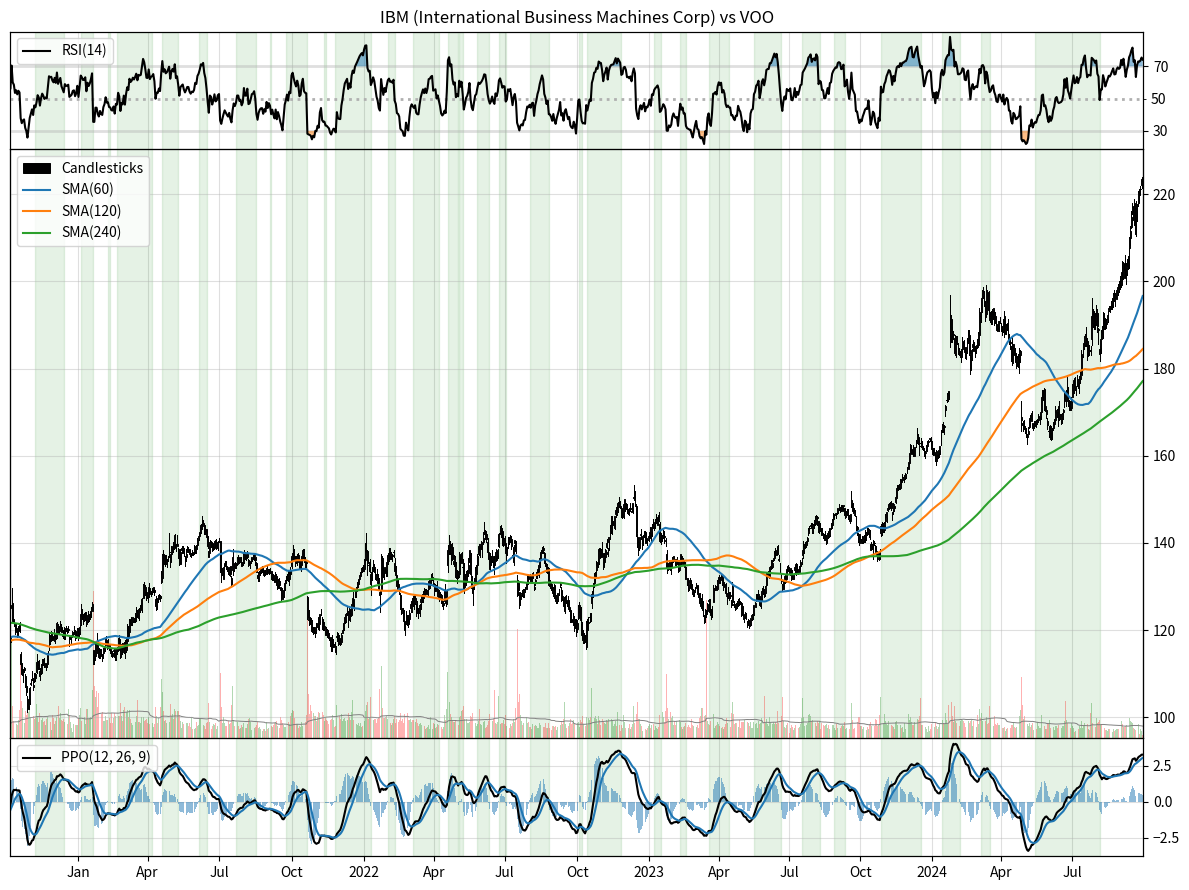 IBM (International Business Machines Corp) vs VOO
RSI(14)
70
50
30
Candlesticks
SMA(60)
SMA(120)
SMA(240)
220
200
180
160
140
120
100
PPO(12, 26, 9)
2.5
0.0
−2.5
Jan Apr Jul Oct 2022 Apr Jul Oct 2023 Apr Jul Oct 2024 Apr Jul